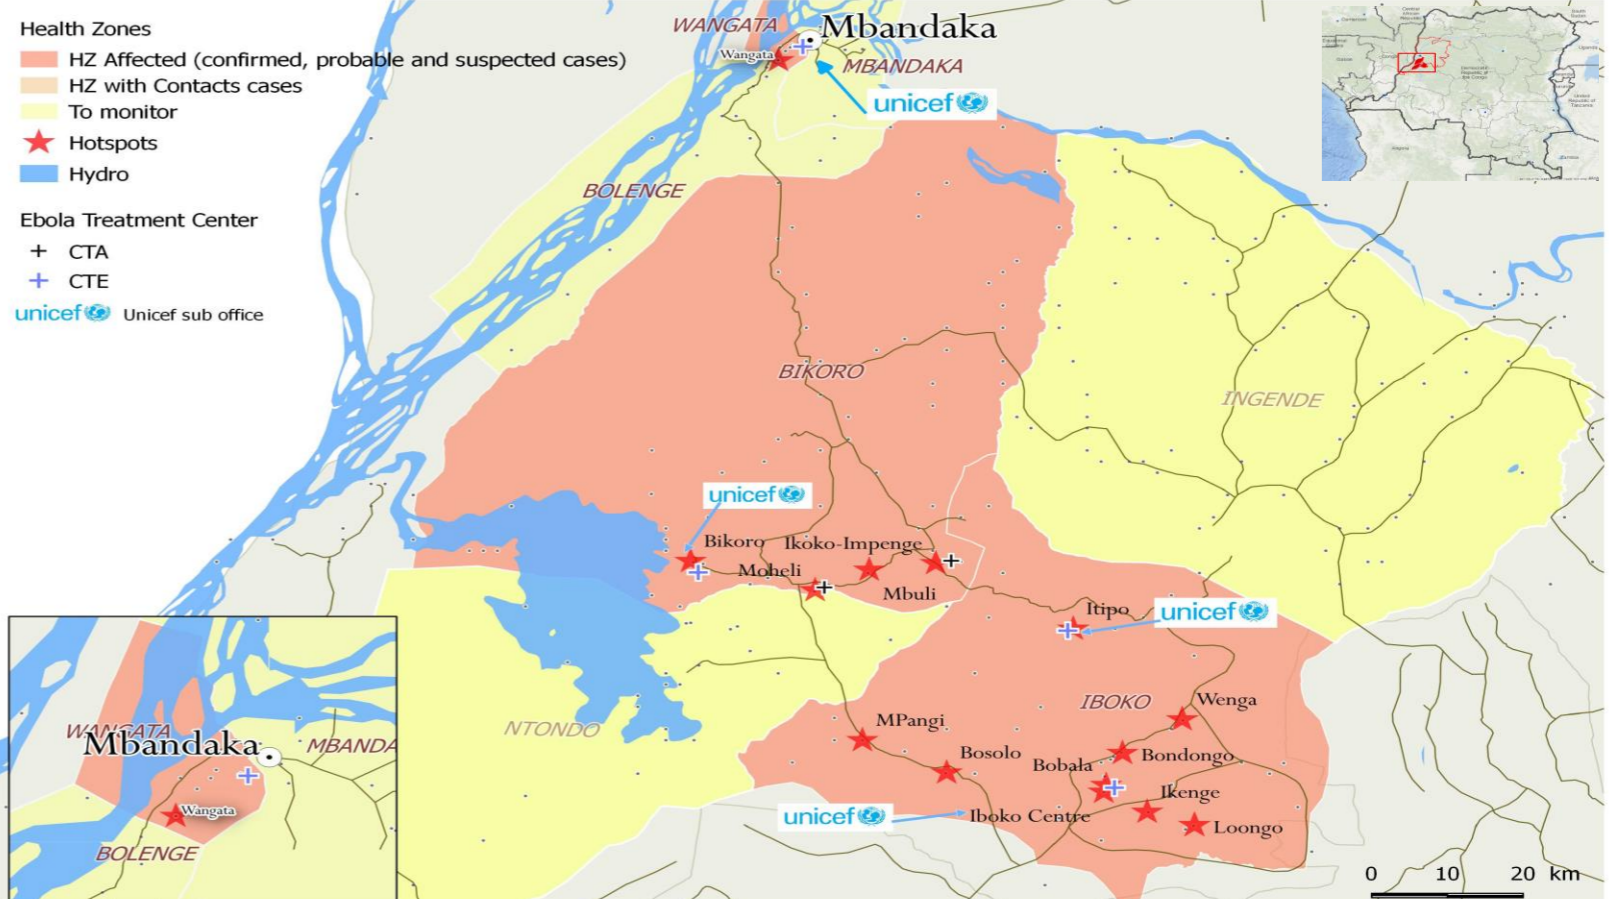 Health Zones
HZ Affected (confirmed, probable and suspected cases)
HZ with Contacts cases
To monitor
Hotspots
Hydro
Ebola Treatment Center
CTA
CTE
unicef Unicef sub office
WANGATA
Mbandaka
Wangata
MBANDAKA
unicef
BOLENGE
BIKORO
INGENDE
unicef
Bikoro
Ikoko-Impenge
Moheli
Mbuli
Itipo
unicef
IBOKO
Wenga
NTONDO
MPangi
Bosolo
Bondongo
Bobala
Ikenge
unicef
Iboko Centre
Loongo
WANGATA
Mbandaka
MBANDA
Wangata
BOLENGE
0 10 20 km